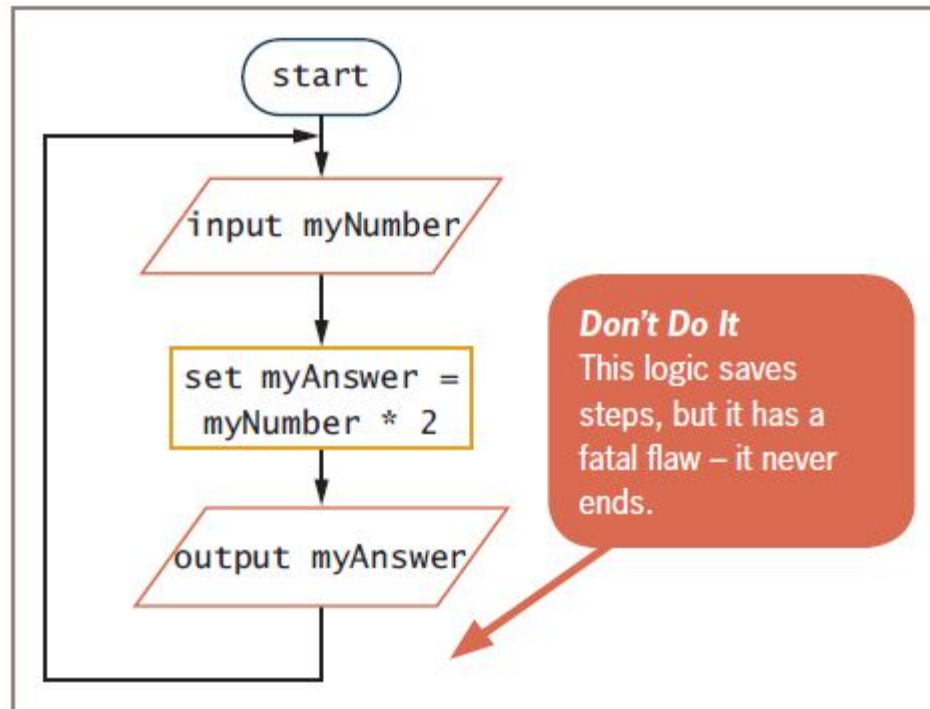 start
input myNumber
set myAnswer =
myNumber * 2
output myAnswer
Don't Do It
This logic saves
steps, but it has a
fatal flaw – it never
ends.